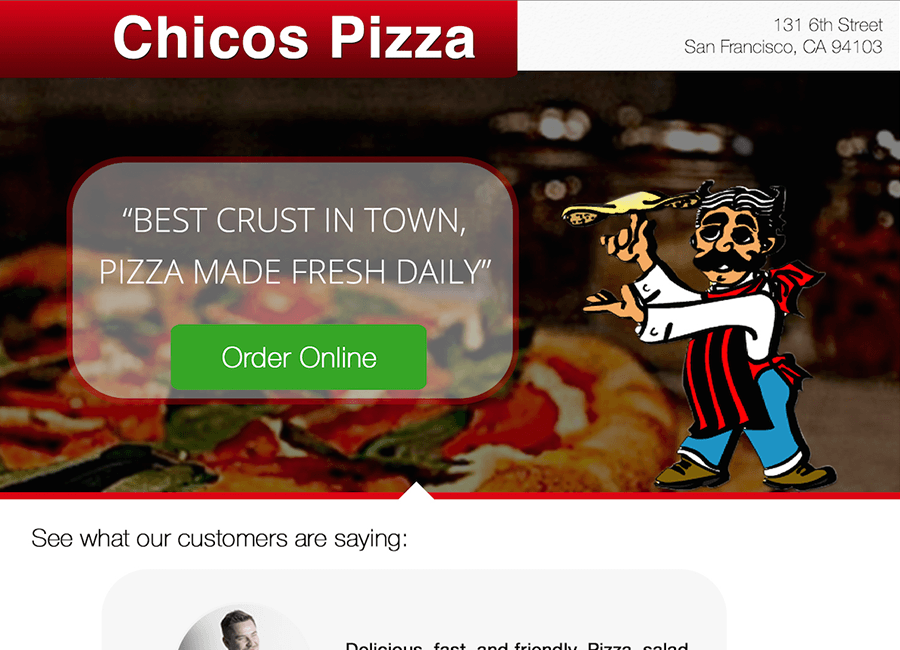 Chicos Pizza
131 6th Street
San Francisco, CA 94103
“BEST CRUST IN TOWN,
PIZZA MADE FRESH DAILY”
Order Online
See what our customers are saying:
Delicious, fast, and friendly. Pizza, salad